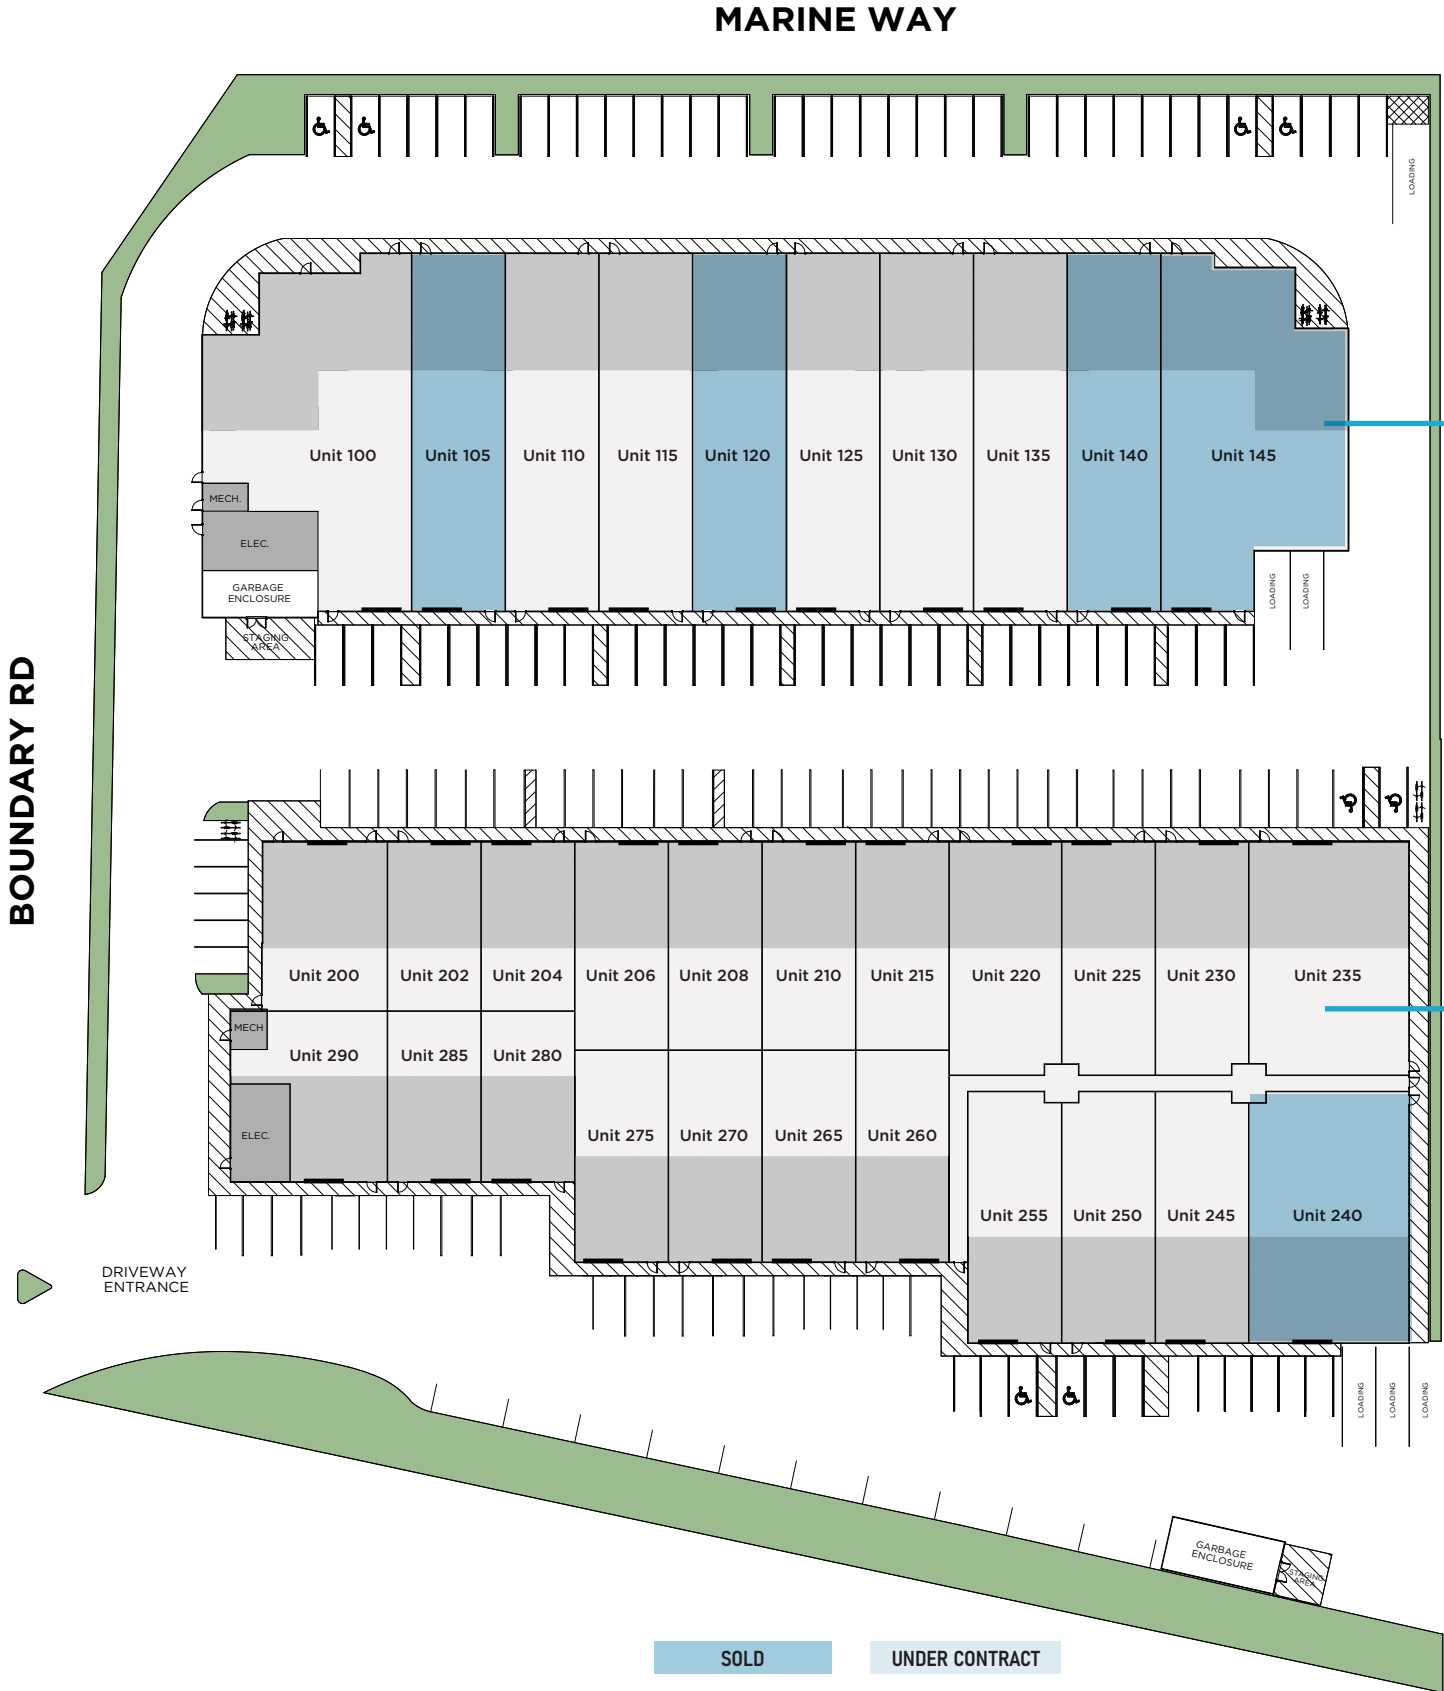 MARINE WAY
LOADING
Unit 100
Unit 105
Unit 110
Unit 115
Unit 120
Unit 125
Unit 130
Unit 135
Unit 140
Unit 145
MECH.
ELEC.
GARBAGE
ENCLOSURE
STAGING
AREA
LOADING
LOADING
BOUNDARY RD
Unit 200
Unit 202
Unit 204
Unit 206
Unit 208
Unit 210
Unit 215
Unit 220
Unit 225
Unit 230
Unit 235
MECH
Unit 290
Unit 285
Unit 280
ELEC.
Unit 275
Unit 270
Unit 265
Unit 260
Unit 255
Unit 250
Unit 245
Unit 240
DRIVEWAY
ENTRANCE
LOADING
LOADING
LOADING
GARBAGE
ENCLOSURE
STAGING
AREA
SOLD
UNDER CONTRACT